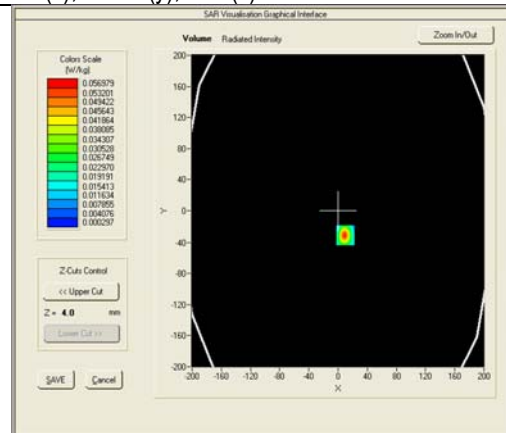 SAR Visualisation Graphical Interface
Volume Radiated Intensity
Zoom In/Out
Colors Scale
(W/kg)
0.056979
0.053201
0.049422
0.045643
0.041864
0.038085
0.034307
0.030528
0.026749
0.022970
0.019191
0.015413
0.011634
0.007855
0.004076
0.000297
Z-Cuts Control
<< Upper Cut
Z = 4.0 mm
Lower Cut >>
SAVE
Cancel
Y
200
160
120
80
40
0
-40
-80
-120
-160
-200
-200 -160 -120 -80 -40 0 40 80 120 160 200
X